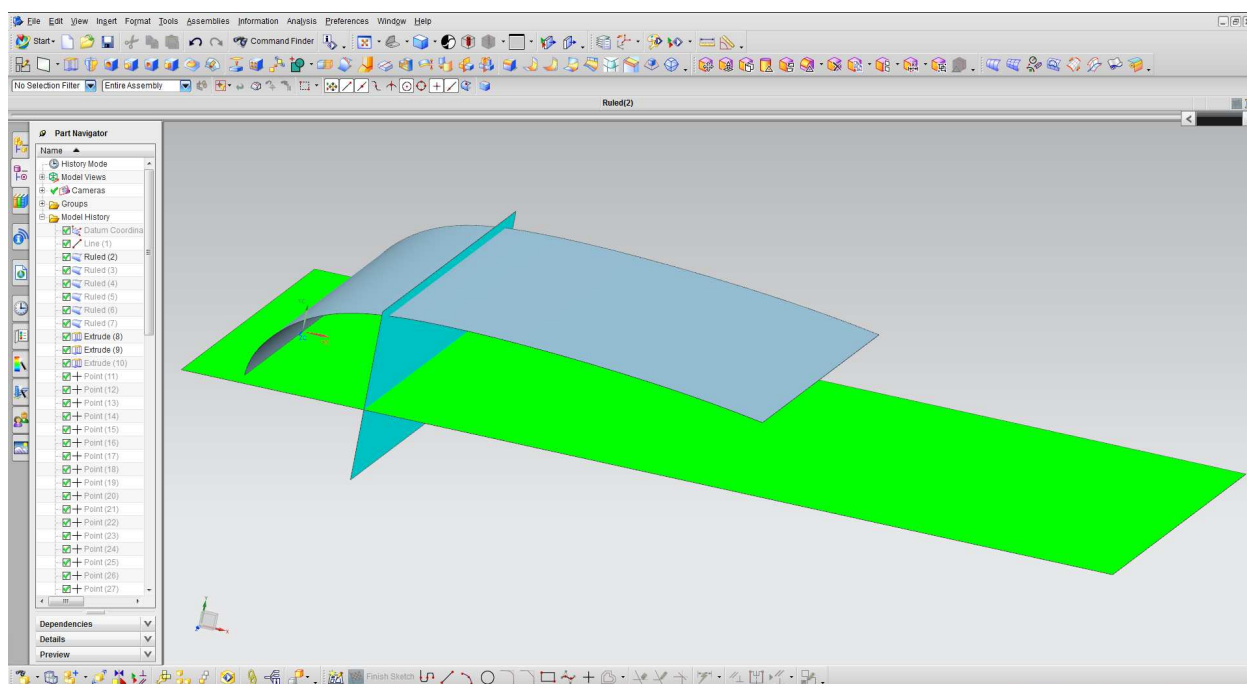 File Edit View Insert Format Tools Assemblies Information Analysis Preferences Window Help
Start Command Finder
No Selection Filter Entire Assembly
Ruled(2)
Part Navigator
Name
History Mode
Model Views
Cameras
Groups
Model History
Datum Coordina
Line (1)
Ruled (2)
Ruled (3)
Ruled (4)
Ruled (5)
Ruled (6)
Ruled (7)
Extrude (8)
Extrude (9)
Extrude (10)
Point (11)
Point (12)
Point (13)
Point (14)
Point (15)
Point (16)
Point (17)
Point (18)
Point (19)
Point (20)
Point (21)
Point (22)
Point (23)
Point (24)
Point (25)
Point (26)
Point (27)
Dependencies
Details
Preview
Finish Sketch